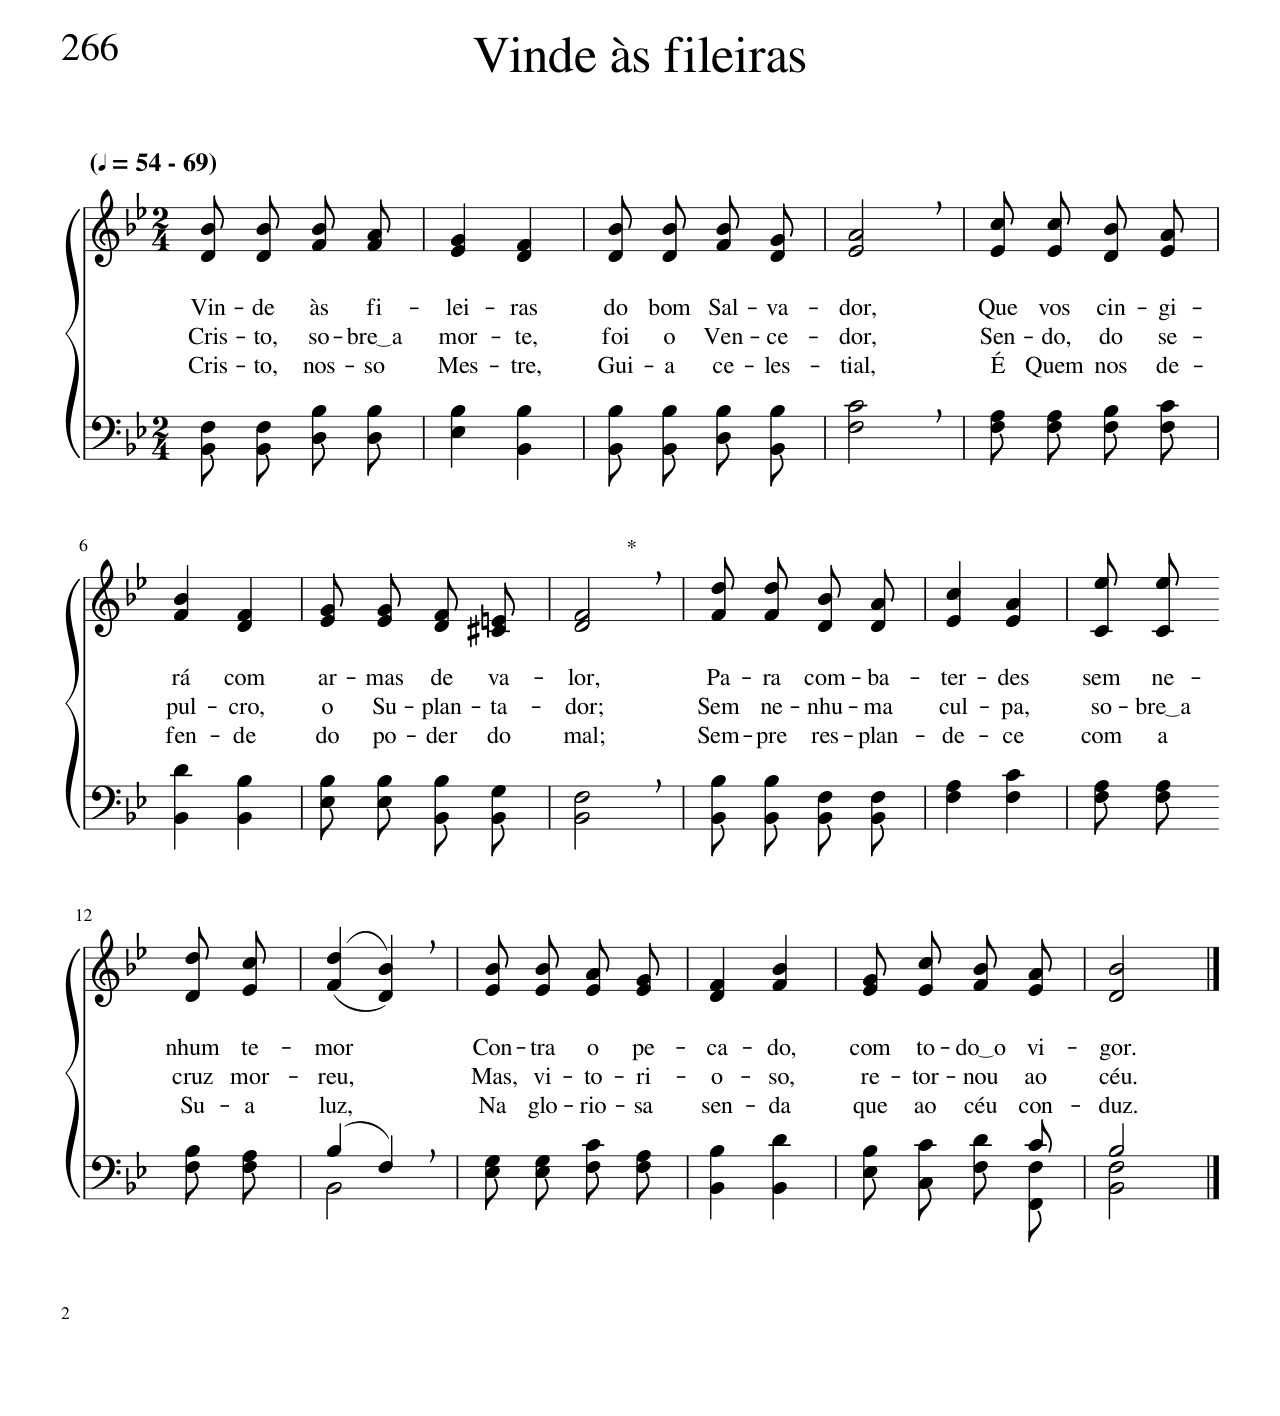 266
Vinde às fileiras
(♩ = 54 - 69)
Vin - de às fi - lei - ras do bom Sal - va - dor, Que vos cin - gi -
Cris - to, so - bre‿a mor - te, foi o Ven - ce - dor, Sen - do, do se -
Cris - to, nos - so Mes - tre, Gui - a ce - les - tial, É Quem nos de -
6
*
rá com ar - mas de va - lor, Pa - ra com - ba - ter - des sem ne -
pul - cro, o Su - plan - ta - dor; Sem ne - nhu - ma cul - pa, so - bre‿a
fen - de do po - der do mal; Sem - pre res - plan - de - ce com a
12
nhum te - mor Con - tra o pe - ca - do, com to - do‿o vi - gor.
cruz mor - reu, Mas, vi - to - ri - o - so, re - tor - nou ao céu.
Su - a luz, Na glo - rio - sa sen - da que ao céu con - duz.
2